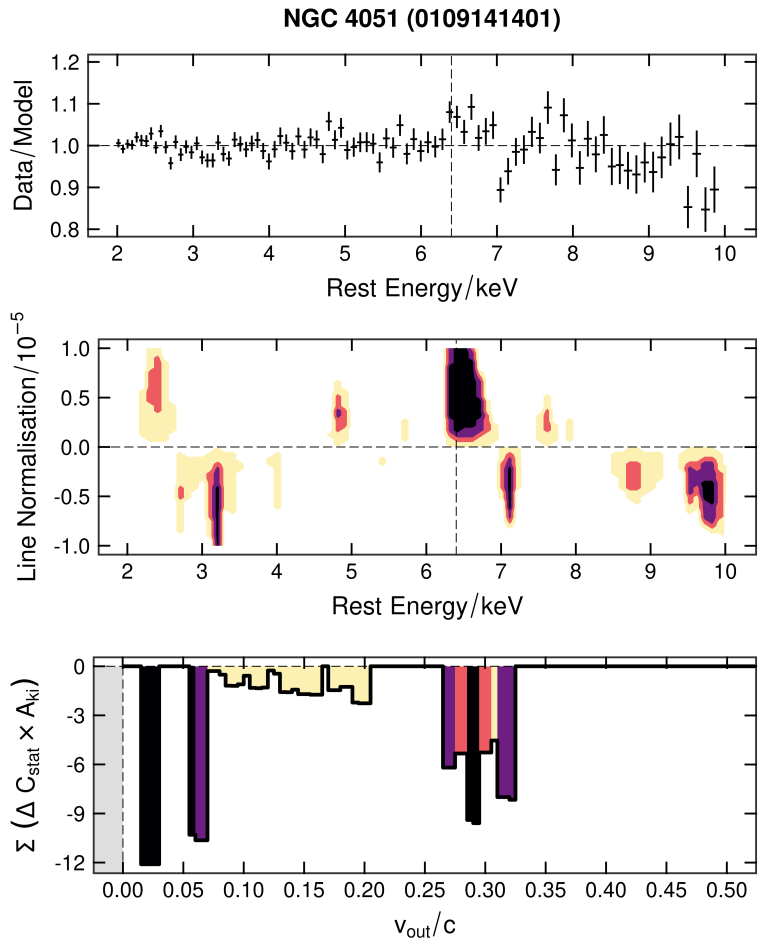 NGC 4051 (0109141401)
Data/Model
1.2
1.1
1.0
0.9
0.8
2 3 4 5 6 7 8 9 10
Rest Energy/keV
Line Normalisation/10⁻⁵
1.0
0.5
0.0
-0.5
-1.0
2 3 4 5 6 7 8 9 10
Rest Energy/keV
Σ (Δ C_stat × A_ki)
0
-3
-6
-9
-12
0.00 0.05 0.10 0.15 0.20 0.25 0.30 0.35 0.40 0.45 0.50
v_out/c